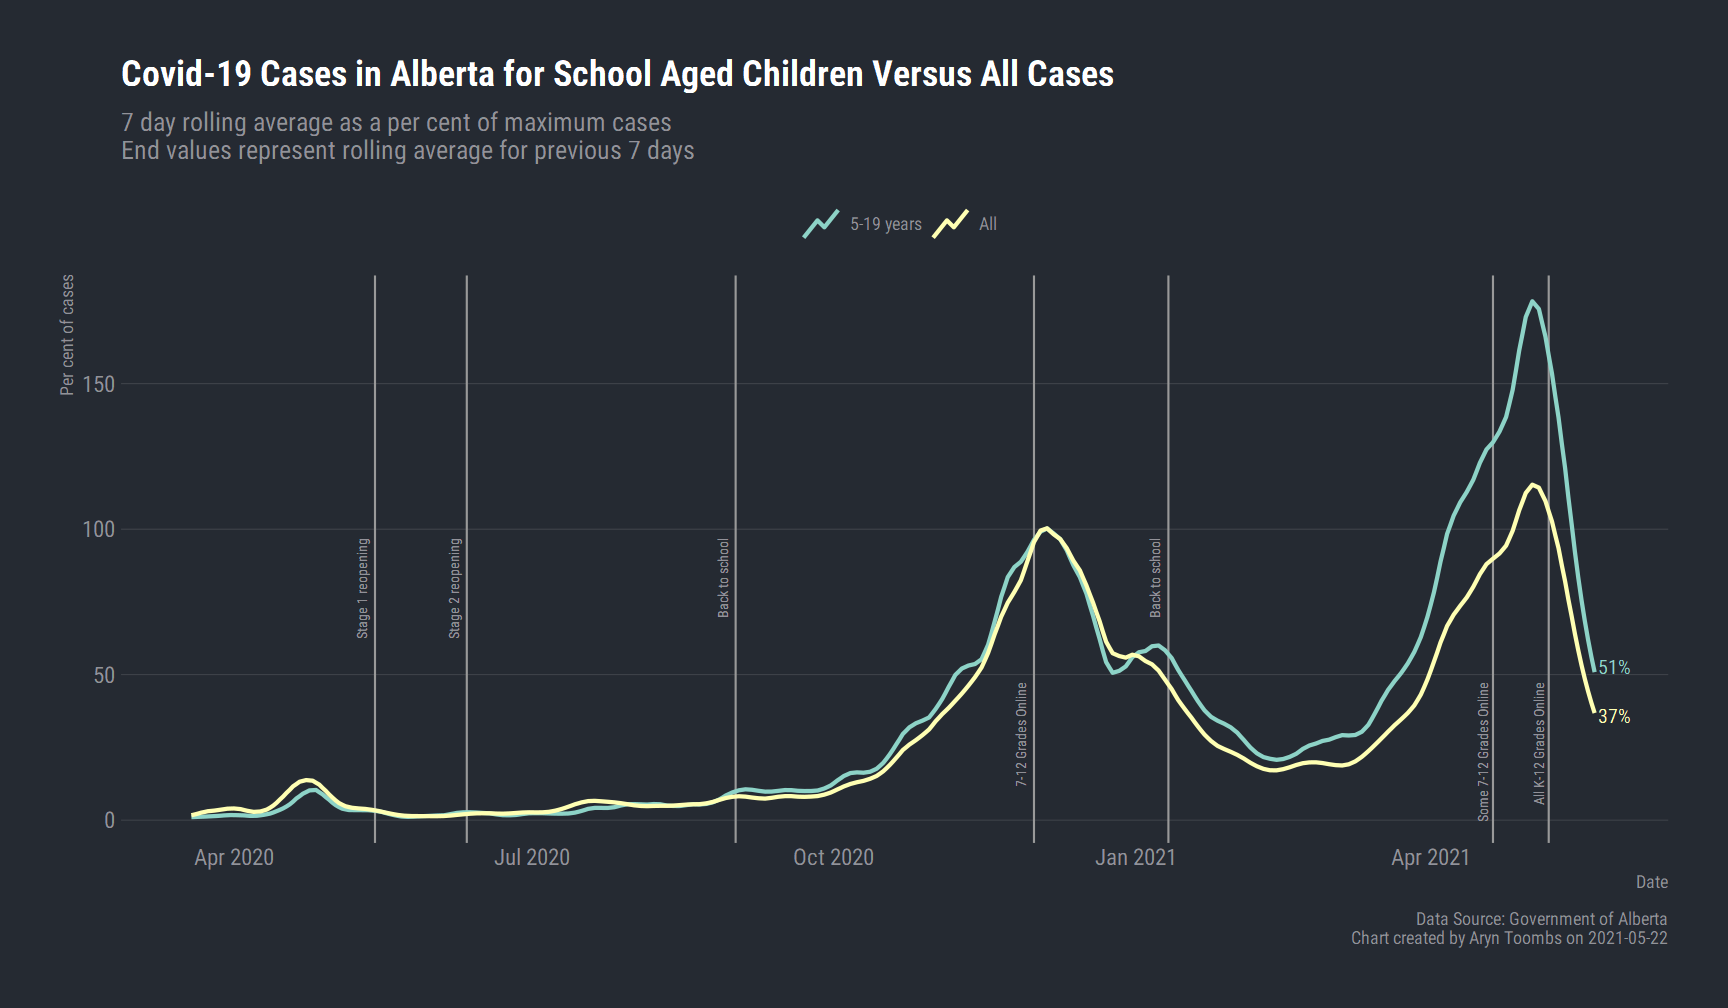 Covid-19 Cases in Alberta for School Aged Children Versus All Cases
7 day rolling average as a per cent of maximum cases
End values represent rolling average for previous 7 days
5-19 years
All
Per cent of cases
150
100
50
0
Stage 1 reopening
Stage 2 reopening
Back to school
7-12 Grades Online
Back to school
Some 7-12 Grades Online
All K-12 Grades Online
51%
37%
Apr 2020
Jul 2020
Oct 2020
Jan 2021
Apr 2021
Date
Data Source: Government of Alberta
Chart created by Aryn Toombs on 2021-05-22